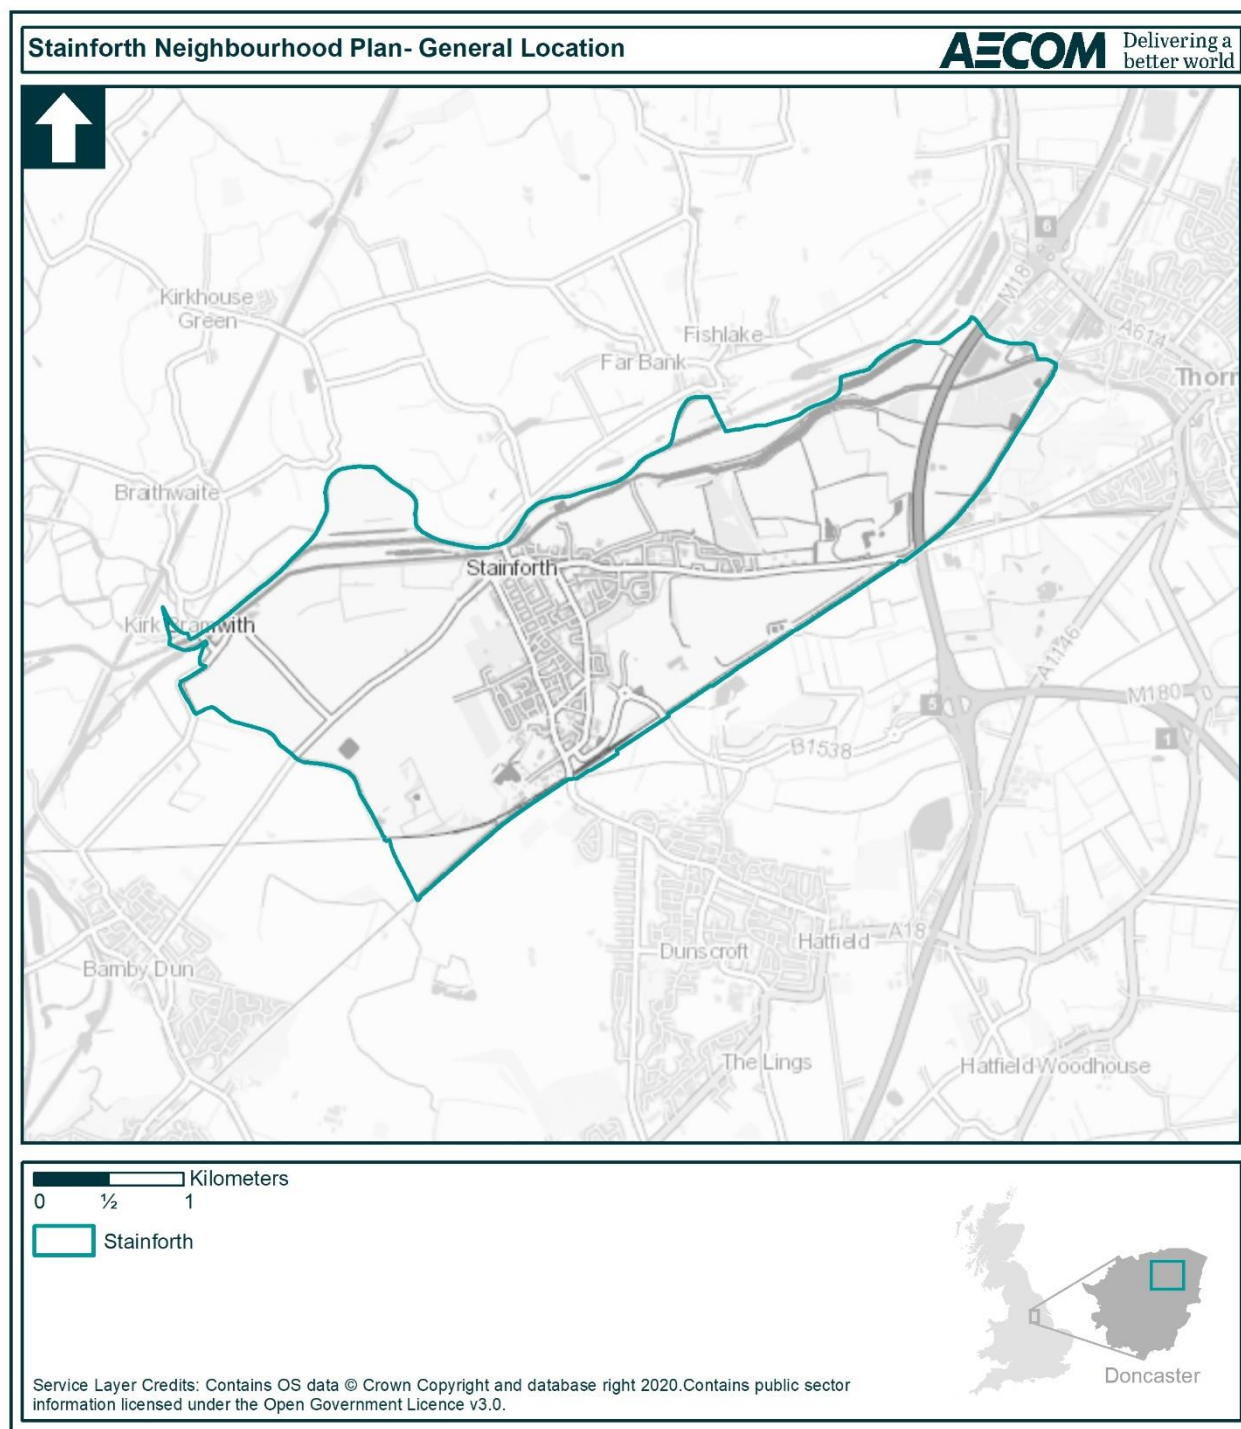 Stainforth Neighbourhood Plan- General Location
AECOM
Delivering a
better world
6
M18
A614
Kirkhouse
Green
Fishlake
Far Bank
Thorn
Braithwaite
Stainforth
Kirk Bramwith
A1146
M180
5
1
B1538
Dunscroft
Hatfield
A18
Barnby Dun
The Lings
Hatfield Woodhouse
Kilometers
0 ½ 1
Stainforth
Doncaster
Service Layer Credits: Contains OS data © Crown Copyright and database right 2020.Contains public sector
information licensed under the Open Government Licence v3.0.